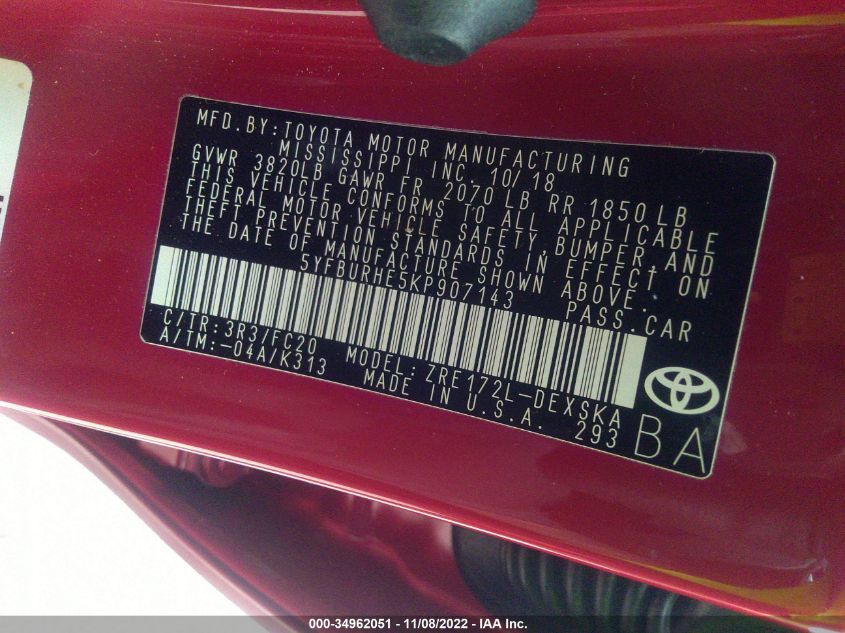 MFD.BY:TOYOTA MOTOR MANUFACTURING
MISSISSIPPI INC. 10/18
GVWR 3820LB GAWR FR 2070 LB RR 1850 LB
THIS VEHICLE CONFORMS TO ALL APPLICABLE
FEDERAL MOTOR VEHICLE SAFETY, BUMPER, AND
THEFT PREVENTION STANDARDS IN EFFECT ON
THE DATE OF MANUFACTURE SHOWN ABOVE.
5YFBURHE5KP907143 PASS.CAR
C/TR:3R3/FC20 MODEL:ZRE172L-DEXSKA
A/TM:-04A/K313 MADE IN U.S.A. 293
BA
000-34962051 - 11/08/2022 - IAA Inc.